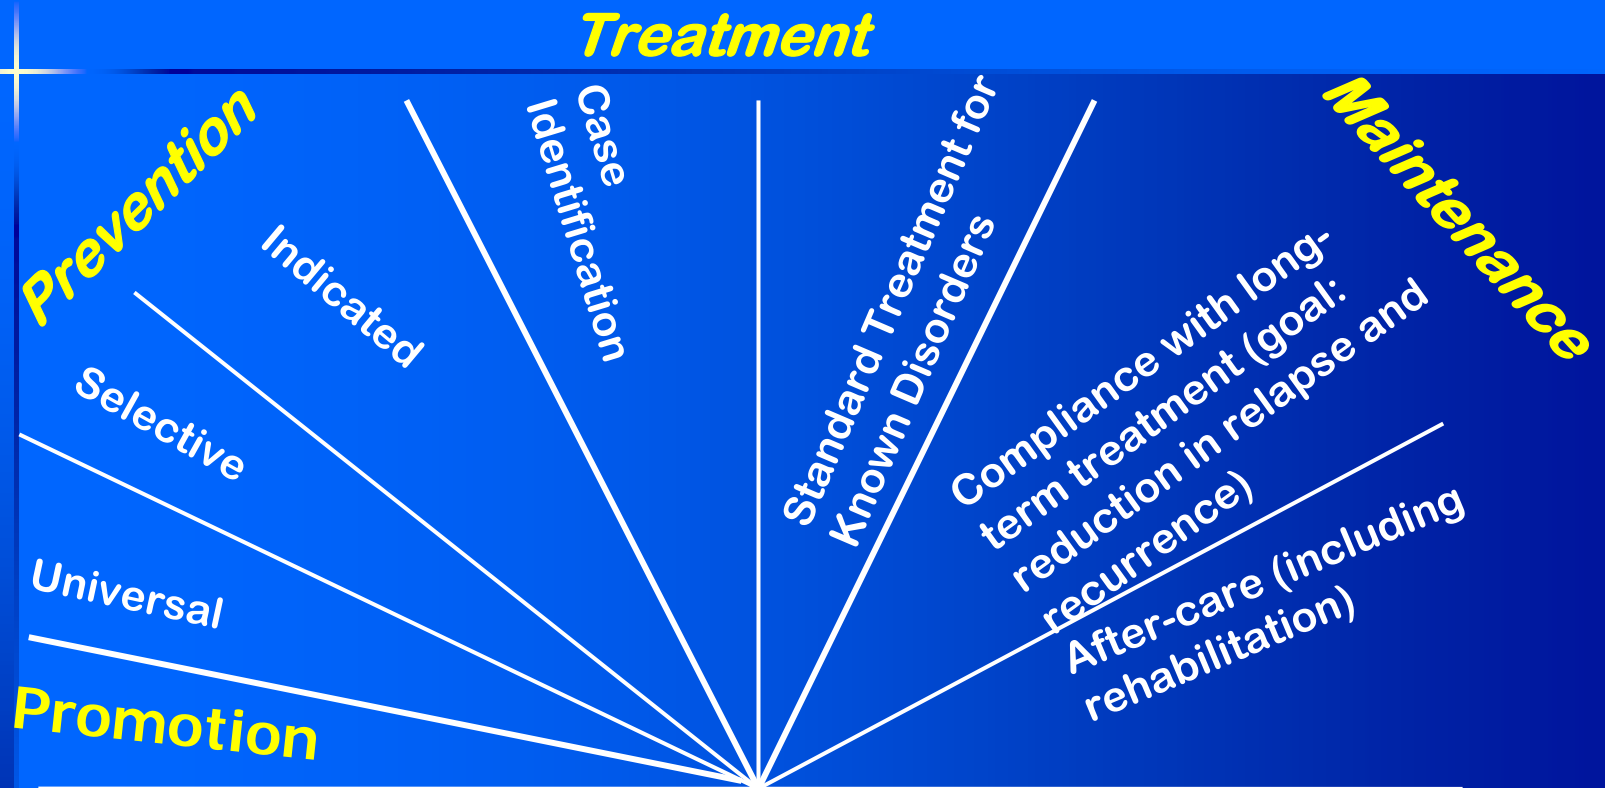 Treatment
Prevention
Maintenance
Case
Identification
Indicated
Selective
Universal
Promotion
Standard Treatment for
Known Disorders
Compliance with long-
term treatment (goal:
reduction in relapse and
recurrence)
After-care (including
rehabilitation)